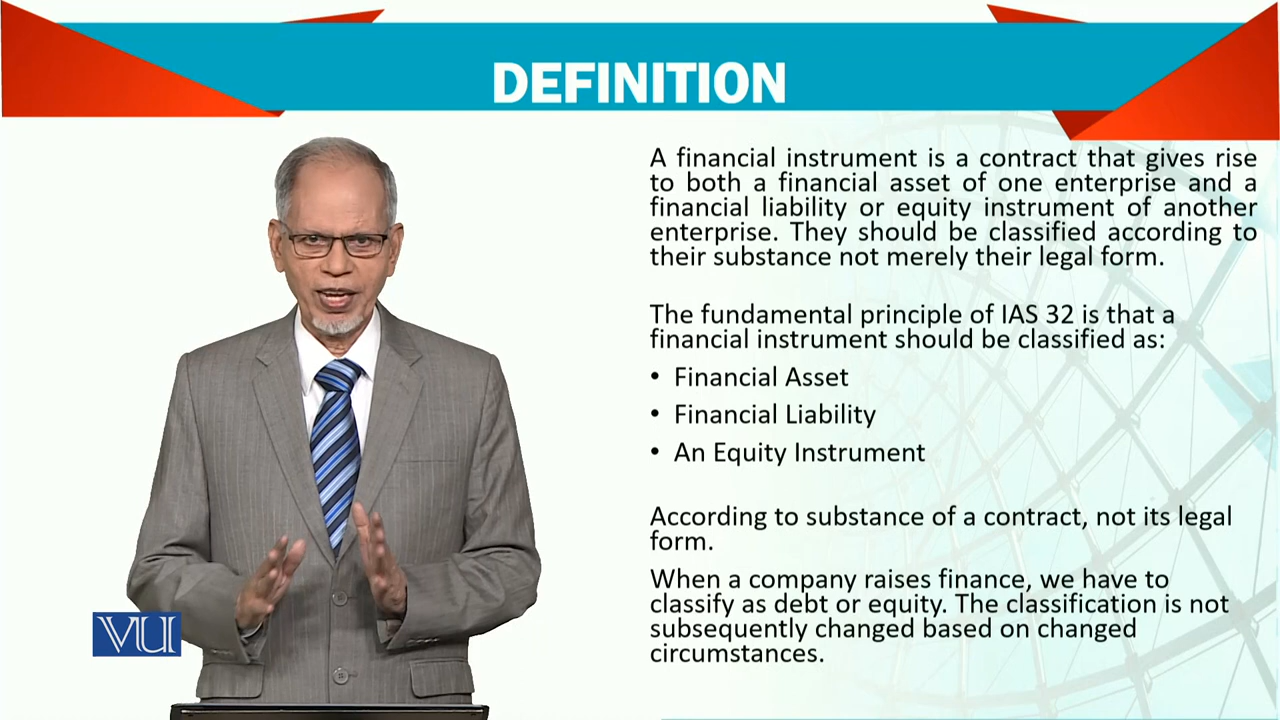 DEFINITION
A financial instrument is a contract that gives rise
to both a financial asset of one enterprise and a
financial liability or equity instrument of another
enterprise. They should be classified according to
their substance not merely their legal form.
The fundamental principle of IAS 32 is that a
financial instrument should be classified as:
• Financial Asset
• Financial Liability
• An Equity Instrument
According to substance of a contract, not its legal
form.
When a company raises finance, we have to
classify as debt or equity. The classification is not
subsequently changed based on changed
circumstances.
VU